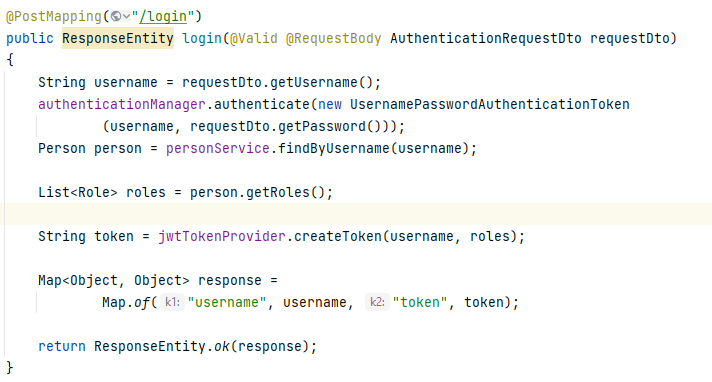 @PostMapping("/login")
public ResponseEntity login(@Valid @RequestBody AuthenticationRequestDto requestDto)
{
    String username = requestDto.getUsername();
    authenticationManager.authenticate(new UsernamePasswordAuthenticationToken
            (username, requestDto.getPassword()));
    Person person = personService.findByUsername(username);
    List<Role> roles = person.getRoles();
    String token = jwtTokenProvider.createToken(username, roles);
    Map<Object, Object> response =
            Map.of( k1: "username", username, k2: "token", token);
    return ResponseEntity.ok(response);
}